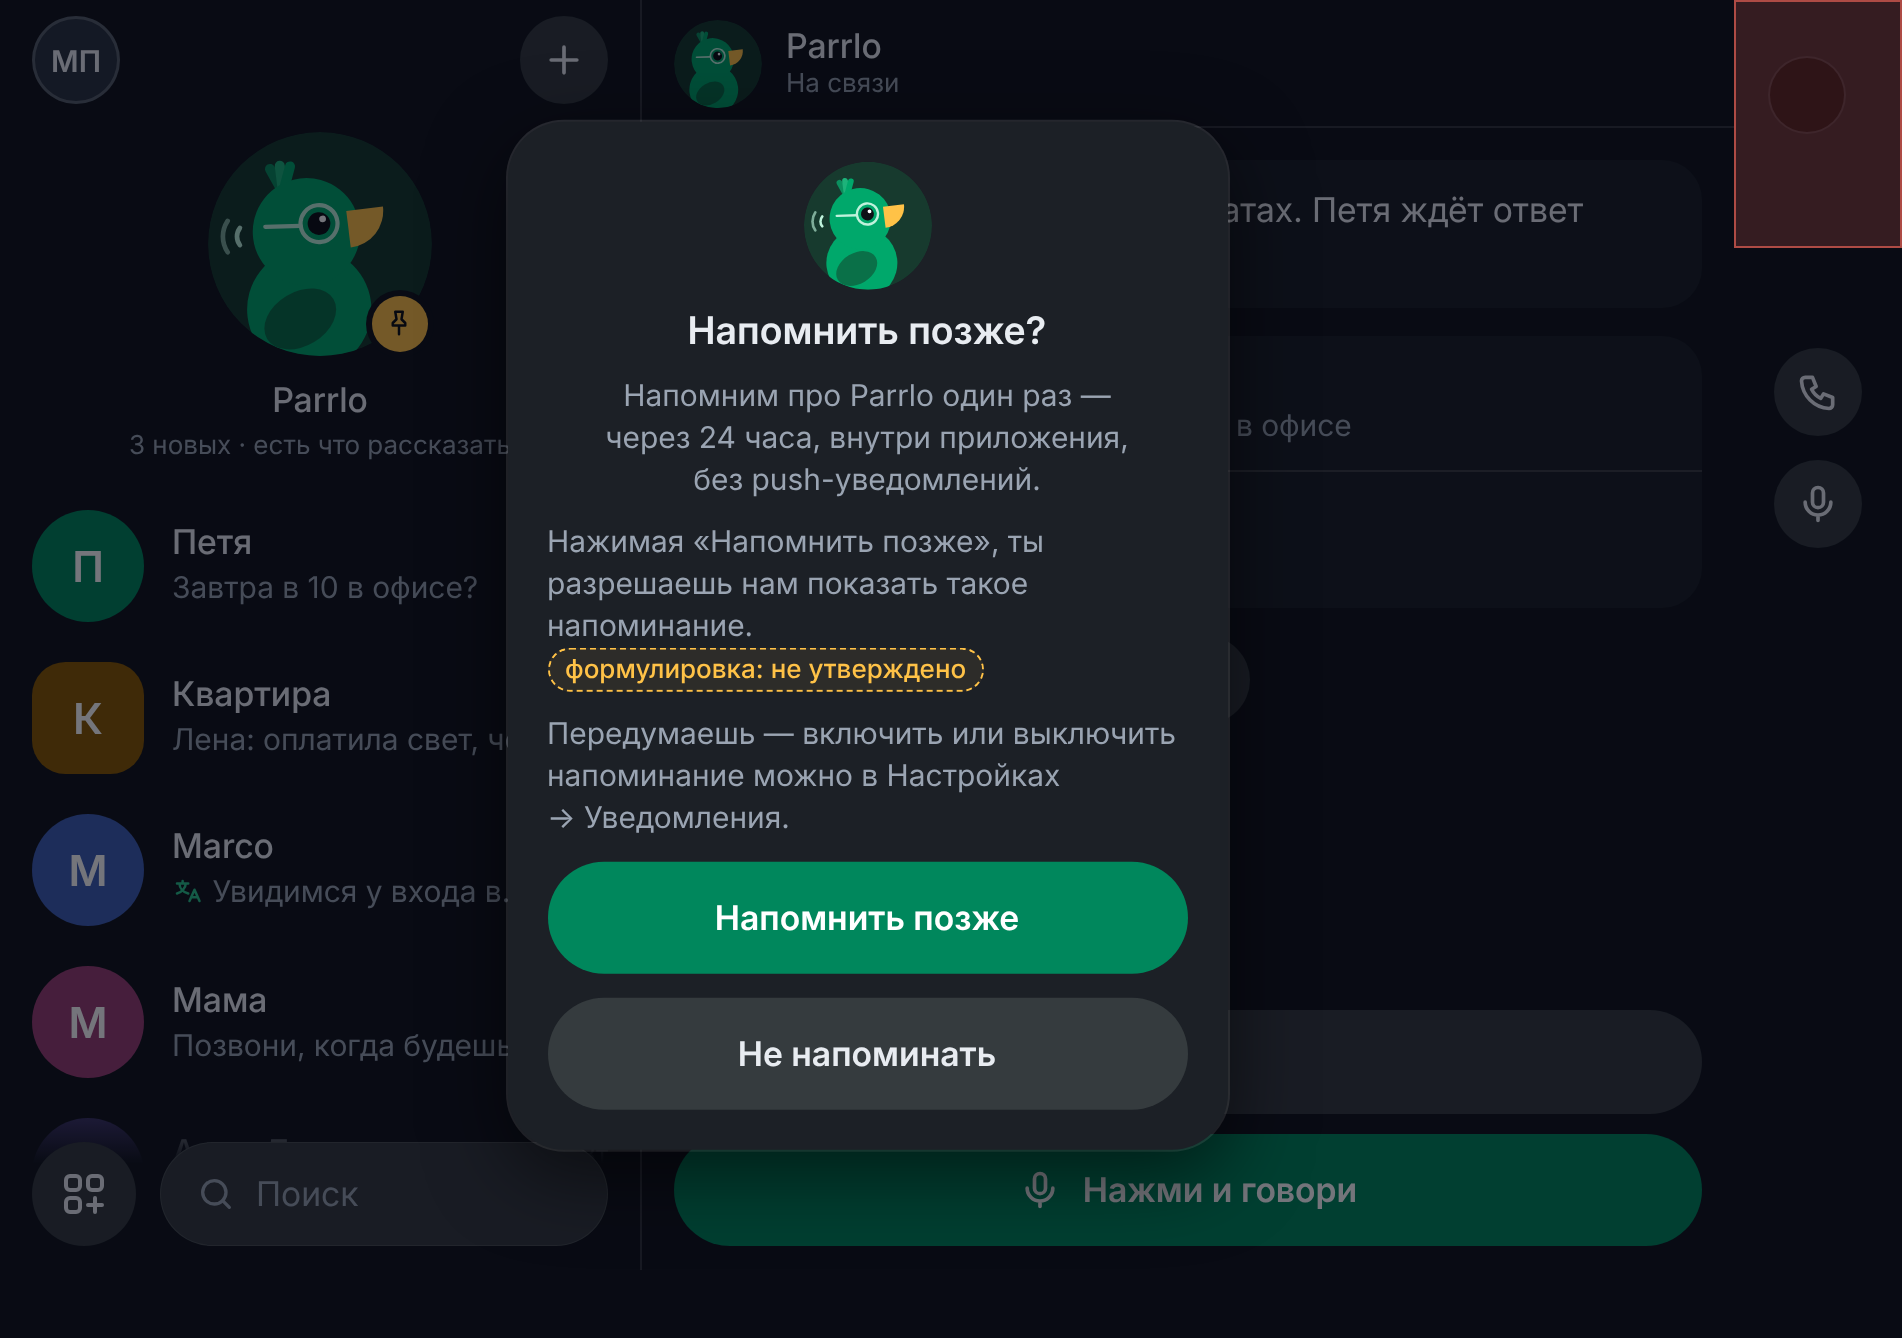 МП
Parrlo
На связи
Parrlo
3 новых · есть что рассказать
Петя
Завтра в 10 в офисе?
К
Квартира
Лена: оплатила свет,
М
Marco
Увидимся у входа в.
М
Мама
Позвони, когда будешь
П
Поиск
Напомнить позже?
Напомним про Parrlo один раз —
через 24 часа, внутри приложения,
без push-уведомлений.
Нажимая «Напомнить позже», ты
разрешаешь нам показать такое
напоминание.
формулировка: не утверждено
Передумаешь — включить или выключить
напоминание можно в Настройках
→ Уведомления.
Напомнить позже
Не напоминать
Петя ждёт ответ
в офисе
Нажми и говори